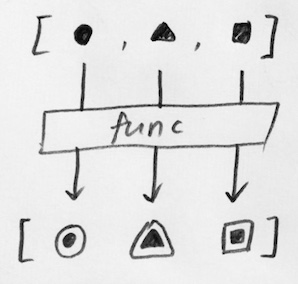 [ , , ]
func
[ ]